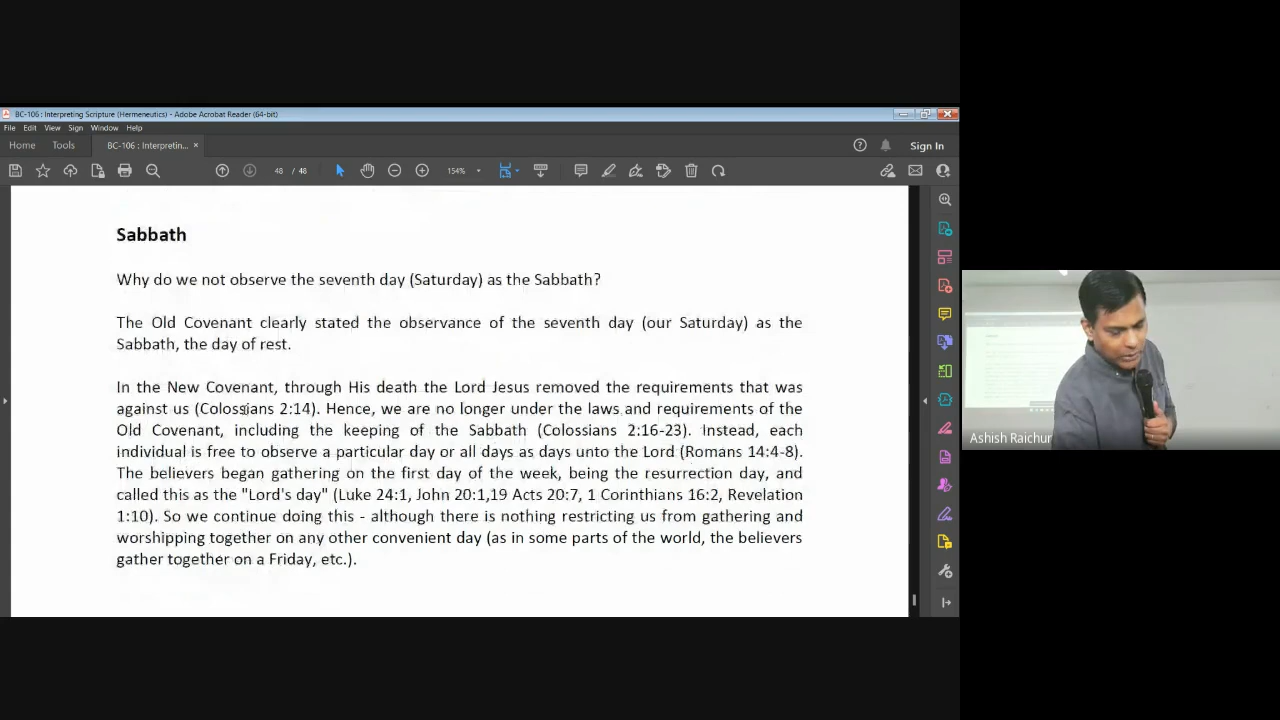 BC-106 : Interpreting Scripture (Hermeneutics) - Adobe Acrobat Reader (64-bit)
File Edit View Sign Window Help
Home Tools BC-106 : Interpretin... × Sign In
48 / 48 154%
Sabbath
Why do we not observe the seventh day (Saturday) as the Sabbath?
The Old Covenant clearly stated the observance of the seventh day (our Saturday) as the
Sabbath, the day of rest.
In the New Covenant, through His death the Lord Jesus removed the requirements that was
against us (Colossians 2:14). Hence, we are no longer under the laws and requirements of the
Old Covenant, including the keeping of the Sabbath (Colossians 2:16-23). Instead, each
individual is free to observe a particular day or all days as days unto the Lord (Romans 14:4-8).
The believers began gathering on the first day of the week, being the resurrection day, and
called this as the "Lord's day" (Luke 24:1, John 20:1,19 Acts 20:7, 1 Corinthians 16:2, Revelation
1:10). So we continue doing this - although there is nothing restricting us from gathering and
worshipping together on any other convenient day (as in some parts of the world, the believers
gather together on a Friday, etc.).
Ashish Raichur